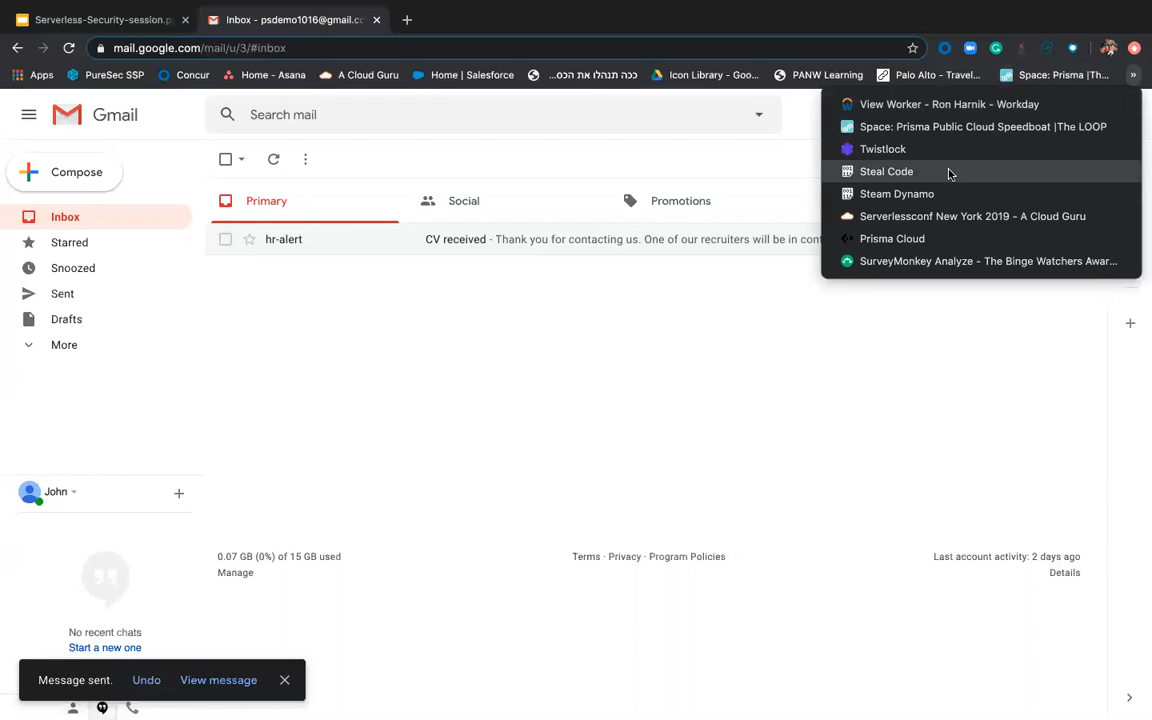 Serverless-Security-session.p
Inbox - psdemo1016@gmail.c
mail.google.com/mail/u/3/#inbox
Apps
PureSec SSP
Concur
Home - Asana
A Cloud Guru
Home | Salesforce
ככה תנהלו את הכס...
Icon Library - Goo...
PANW Learning
Palo Alto - Travel...
Space: Prisma |Th...
»
Gmail
Search mail
View Worker - Ron Harnik - Workday
Space: Prisma Public Cloud Speedboat |The LOOP
Twistlock
Steal Code
Steam Dynamo
Serverlessconf New York 2019 - A Cloud Guru
Prisma Cloud
SurveyMonkey Analyze - The Binge Watchers Awar...
Compose
Inbox
Starred
Snoozed
Sent
Drafts
More
Primary
Social
Promotions
hr-alert
CV received - Thank you for contacting us. One of our recruiters will be in cont
John
No recent chats
Start a new one
0.07 GB (0%) of 15 GB used
Manage
Terms · Privacy · Program Policies
Last account activity: 2 days ago
Details
Message sent.
Undo
View message